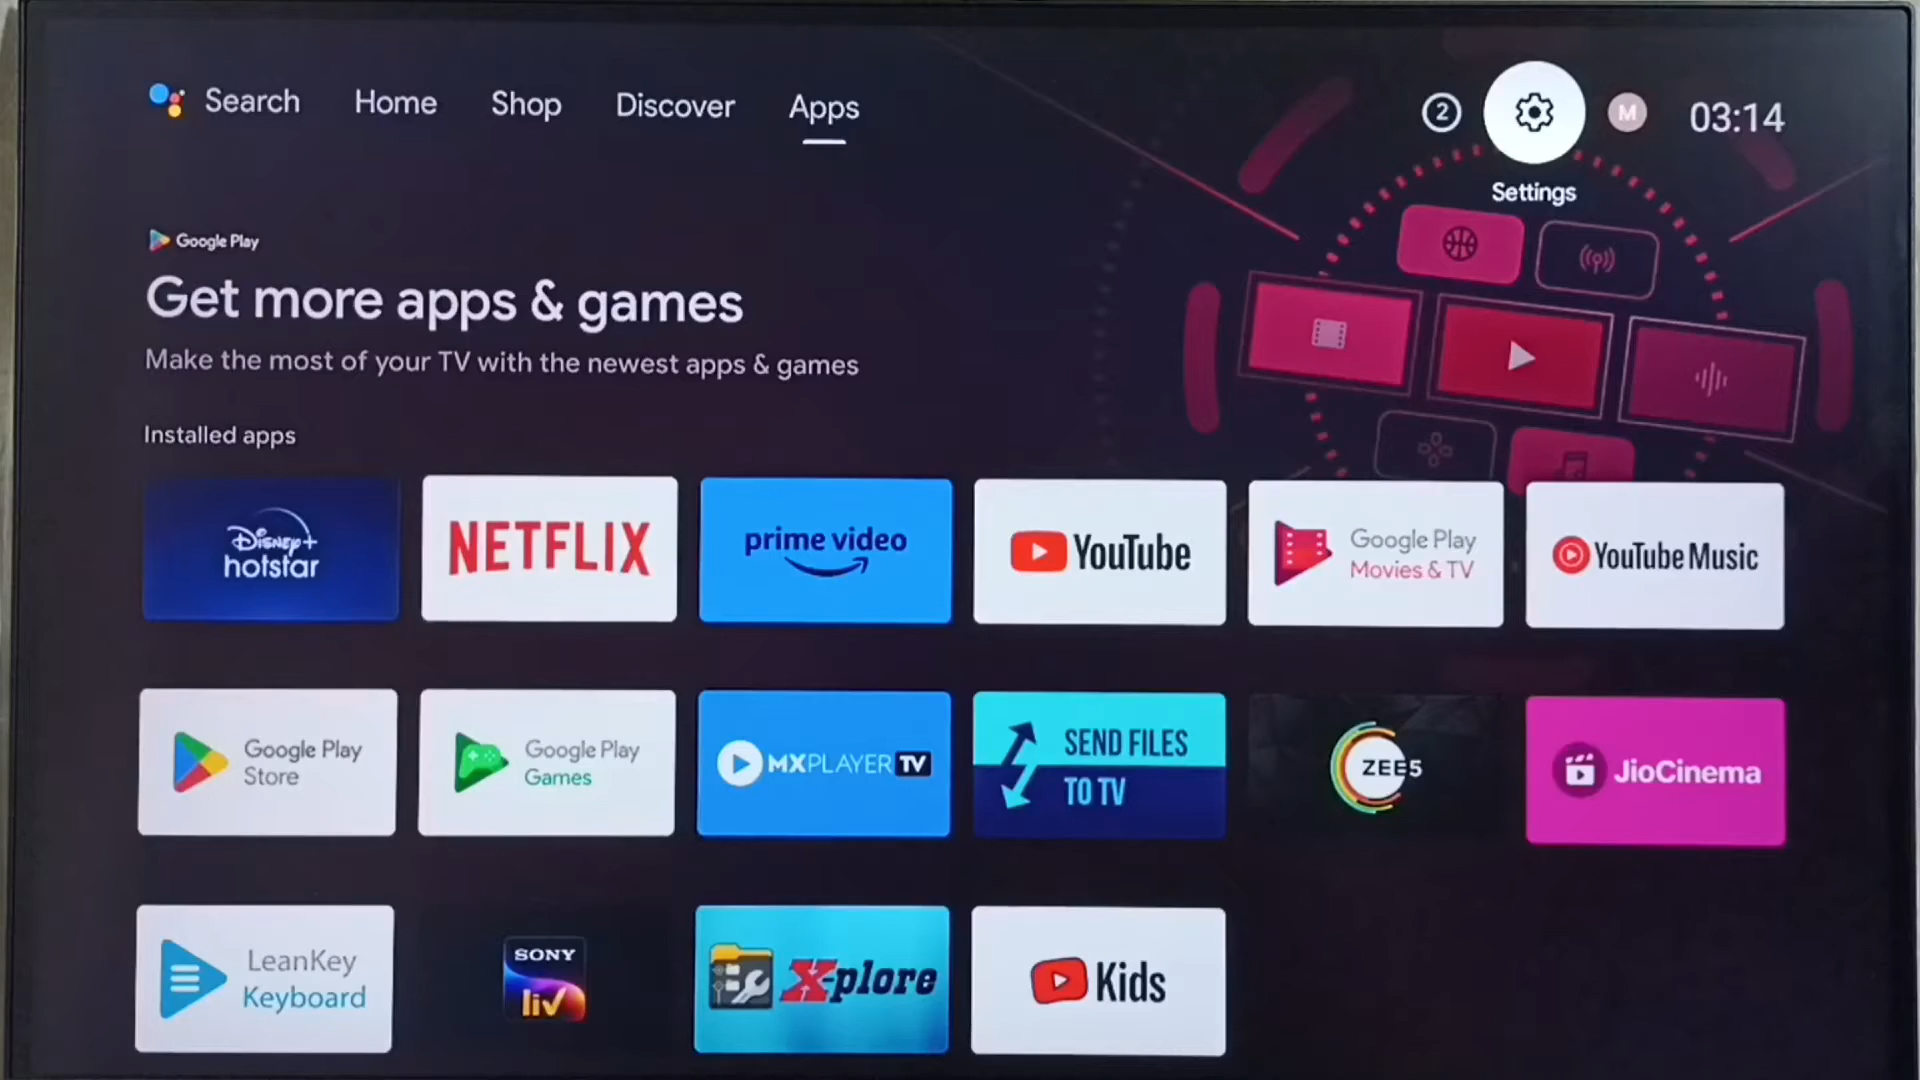 Search Home Shop Discover Apps
2 M 03:14
Settings
Google Play
Get more apps & games
Make the most of your TV with the newest apps & games
Installed apps
Disney+
hotstar
NETFLIX
prime video
YouTube
Google Play
Movies & TV
YouTube Music
Google Play
Store
Google Play
Games
MXPLAYER TV
SEND FILES
TO TV
ZEE5
JioCinema
LeanKey
Keyboard
SONY
liv
X-plore
Kids